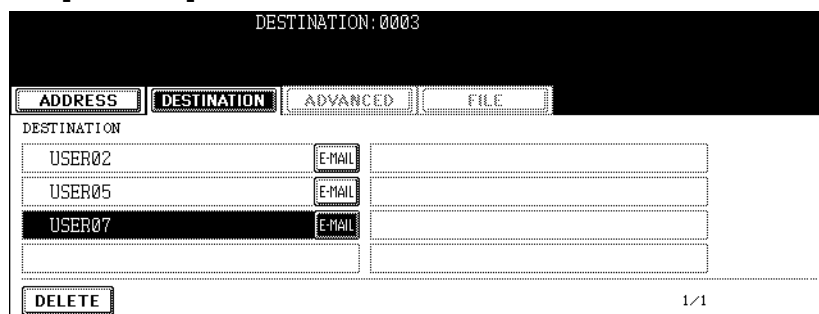 DESTINATION:0003
ADDRESS DESTINATION ADVANCED FILE
DESTINATION
USER02 E-MAIL
USER05 E-MAIL
USER07 E-MAIL
DELETE 1/1